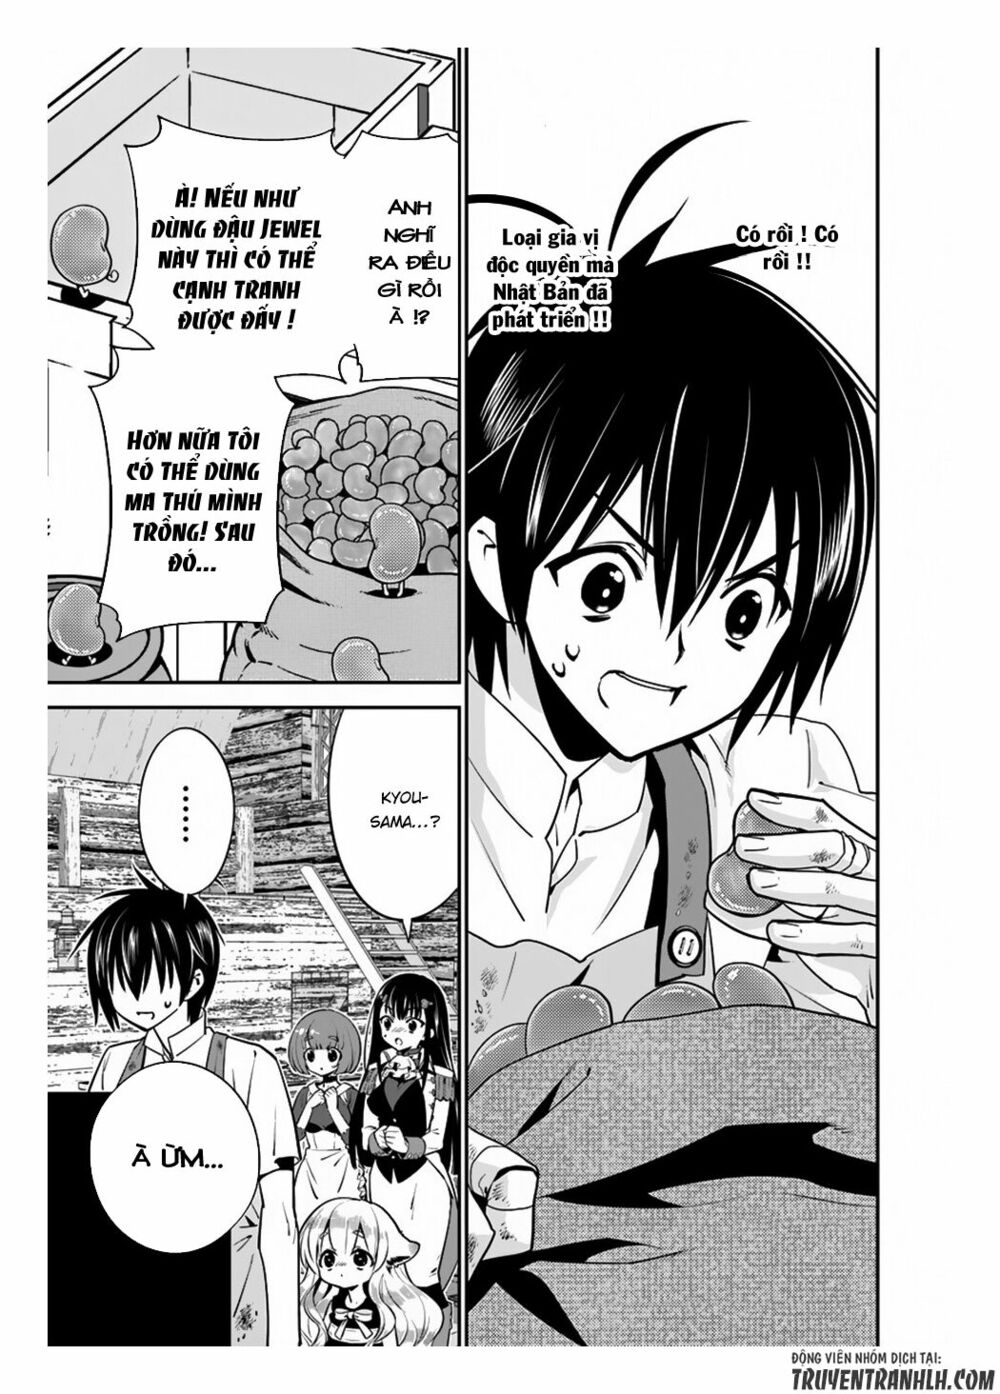 Có rồi ! Có
rồi !!
Loại gia vị
độc quyền mà
Nhật Bản đã
phát triển !!
ANH
NGHĨ
RA ĐIỀU
GÌ RỒI
À !?
À! NẾU NHƯ
DÙNG ĐẬU JEWEL
NÀY THÌ CÓ THỂ
CẠNH TRANH
ĐƯỢC ĐẤY !
HƠN NỮA TÔI
CÓ THỂ DÙNG
MA THÚ MÌNH
TRỒNG! SAU
ĐÓ...
KYOU-
SAMA...?
......
À ỪM...
ĐỘNG VIÊN NHÓM DỊCH TẠI:
TRUYENTRANHLH.COM